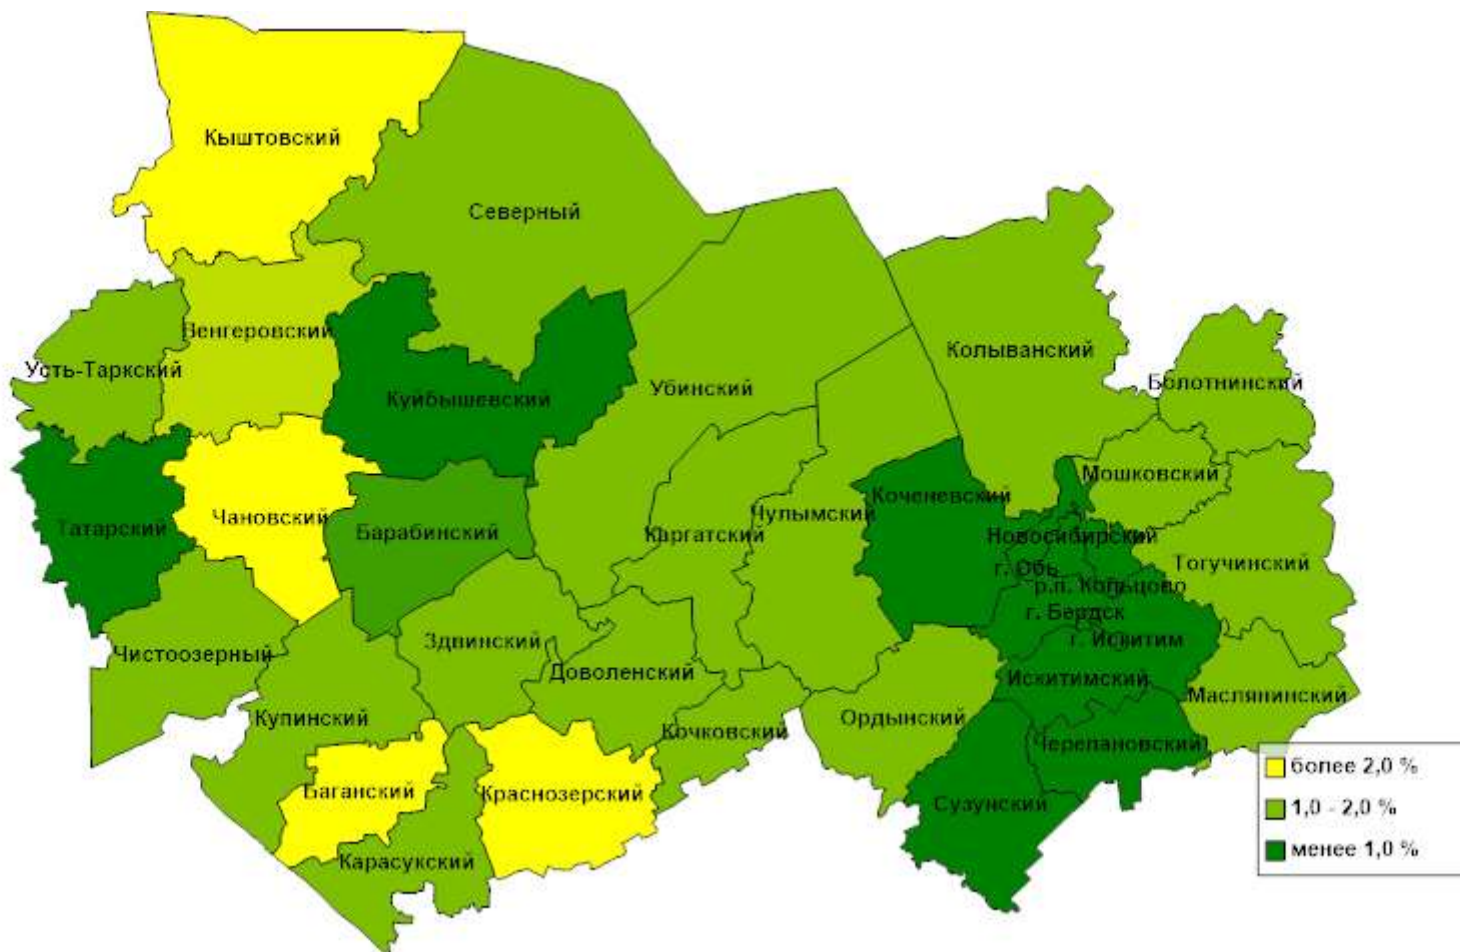 Кыштовский
Северный
Венгеровский
Усть-Таркский
Куйбышевский
Убинский
Колыванский
Болотнинский
Мошковский
Татарский
Чановский
Барабинский
Каргатский
Чулымский
Коченевский
Новосибирский
г. Обь
р.п. Кольцово
Тогучинский
г. Бердск
г. Искитим
Чистоозерный
Здвинский
Доволенский
Искитимский
Маслянинский
Купинский
Кочковский
Ордынский
Черепановский
Баганский
Краснозерский
Сузунский
Карасукский
более 2,0 %
1,0 - 2,0 %
менее 1,0 %